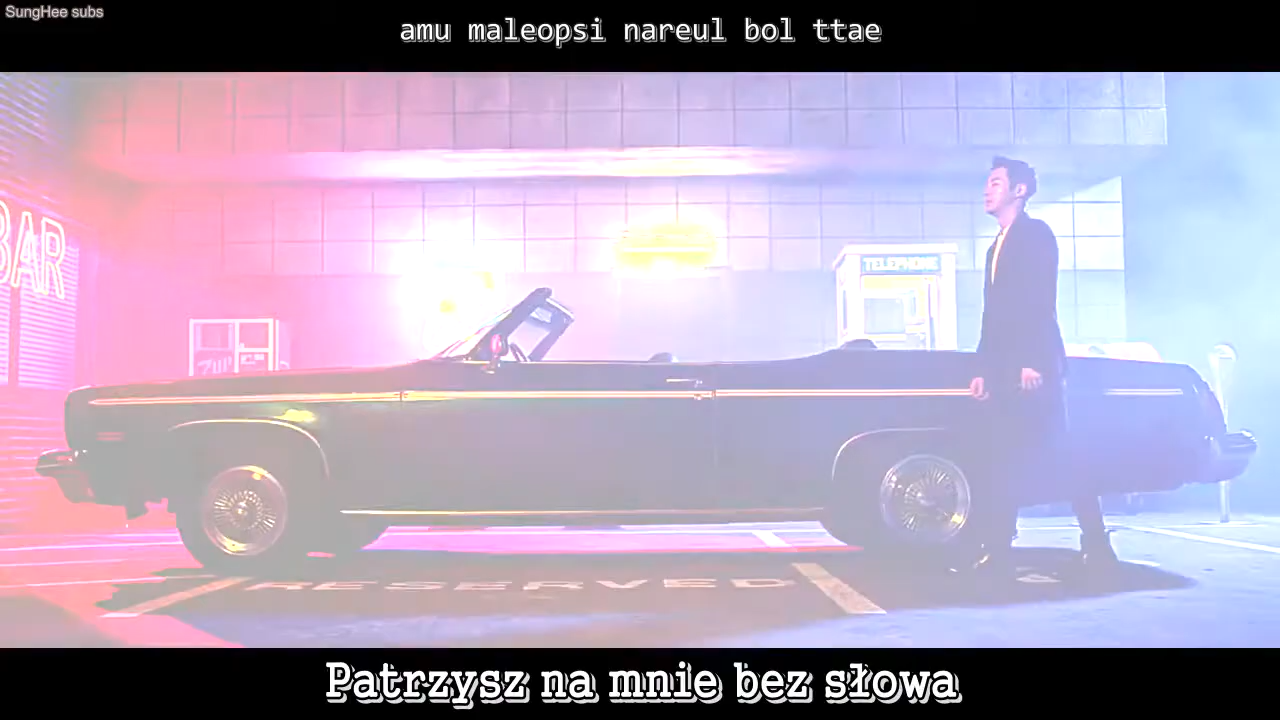 SungHee subs
amu maleopsi nareul bol ttae
BAR
TELEPHONE
RESERVED
Patrzysz na mnie bez słowa